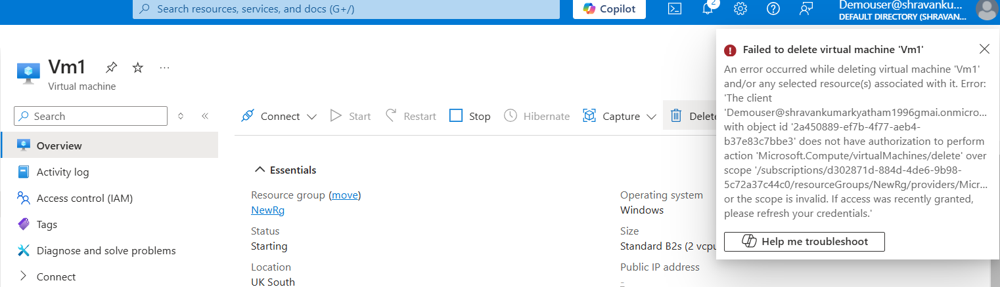 Search resources, services, and docs (G+/)
Copilot
2
Demouser@shravanku...
DEFAULT DIRECTORY (SHRAVAN...
Vm1
...
Virtual machine
Search
Connect
Start
Restart
Stop
Hibernate
Capture
Delete
Overview
Activity log
Access control (IAM)
Tags
Diagnose and solve problems
Connect
Essentials
Resource group (move)
NewRg
Status
Starting
Location
UK South
Operating system
Windows
Size
Standard B2s (2 vcpu
Public IP address
-
Failed to delete virtual machine 'Vm1'
An error occurred while deleting virtual machine 'Vm1'
and/or any selected resource(s) associated with it. Error:
'The client
'Demouser@shravankumarkyatham1996gmai.onmicro...
with object id '2a450889-ef7b-4f77-aeb4-
b37e83c7bbe3' does not have authorization to perform
action 'Microsoft.Compute/virtualMachines/delete' over
scope '/subscriptions/d302871d-884d-4de6-9b98-
5c72a37c44c0/resourceGroups/NewRg/providers/Micr...
or the scope is invalid. If access was recently granted,
please refresh your credentials.'
Help me troubleshoot